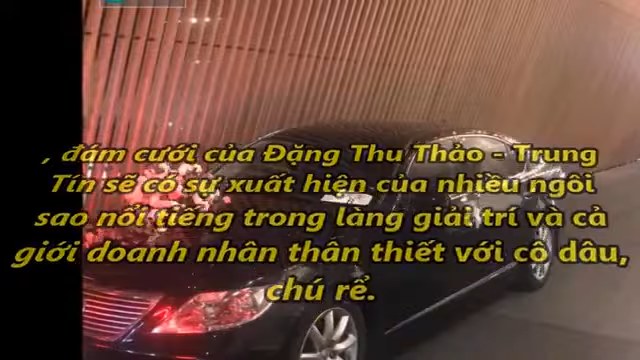 , đám cưới của Đặng Thu Thảo - Trung
Tín sẽ có sự xuất hiện của nhiều ngôi
sao nổi tiếng trong làng giải trí và cả
giới doanh nhân thân thiết với cô dâu,
chú rể.